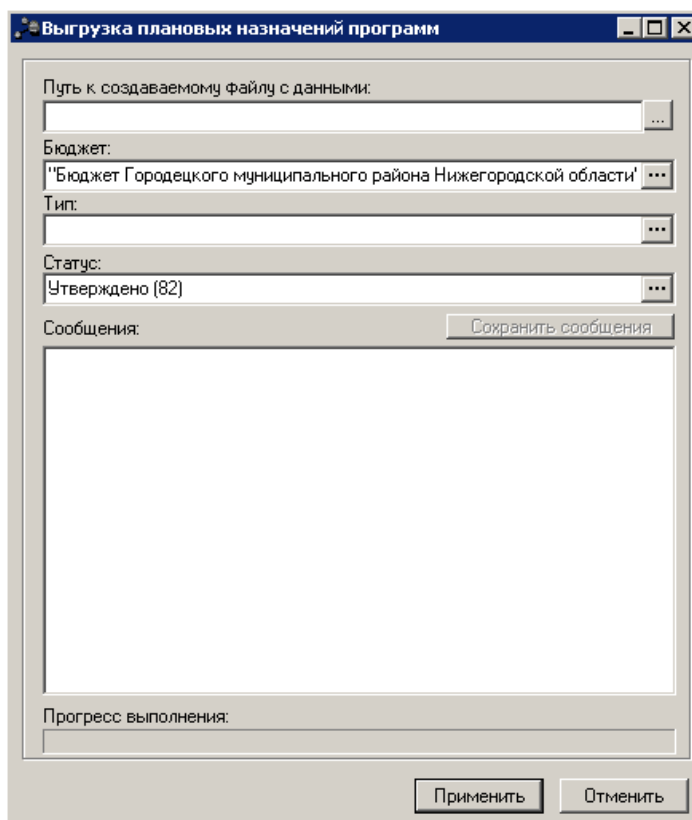 Выгрузка плановых назначений программ
Путь к создаваемому файлу с данными:
...
Бюджет:
"Бюджет Городецкого муниципального района Нижегородской области" ...
Тип:
...
Статус:
Утверждено (82) ...
Сообщения: Сохранить сообщения
Прогресс выполнения:
Применить Отменить